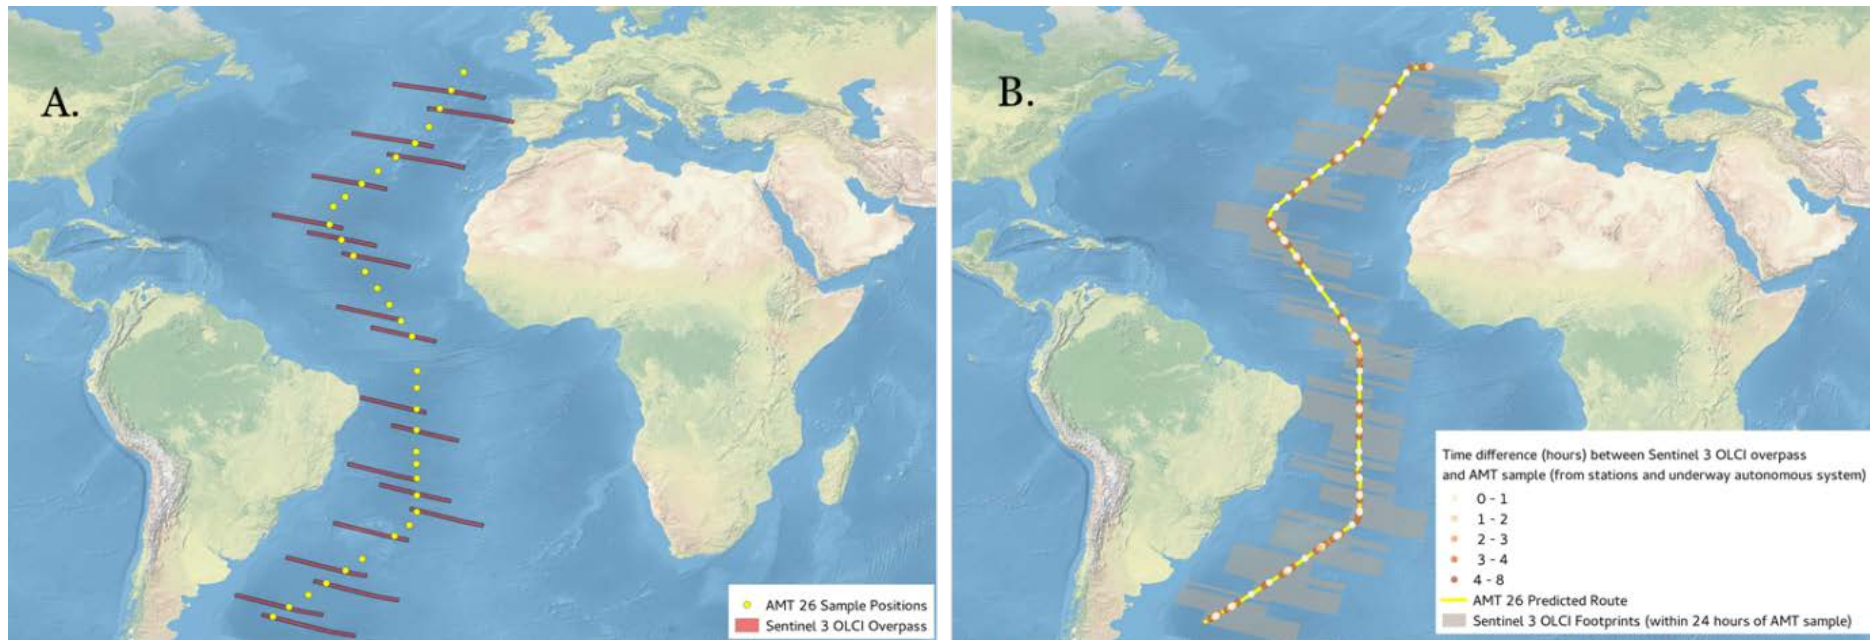 A.
AMT 26 Sample Positions
Sentinel 3 OLCI Overpass
B.
Time difference (hours) between Sentinel 3 OLCI overpass
and AMT sample (from stations and underway autonomous system)
0 - 1
1 - 2
2 - 3
3 - 4
4 - 8
AMT 26 Predicted Route
Sentinel 3 OLCI Footprints (within 24 hours of AMT sample)